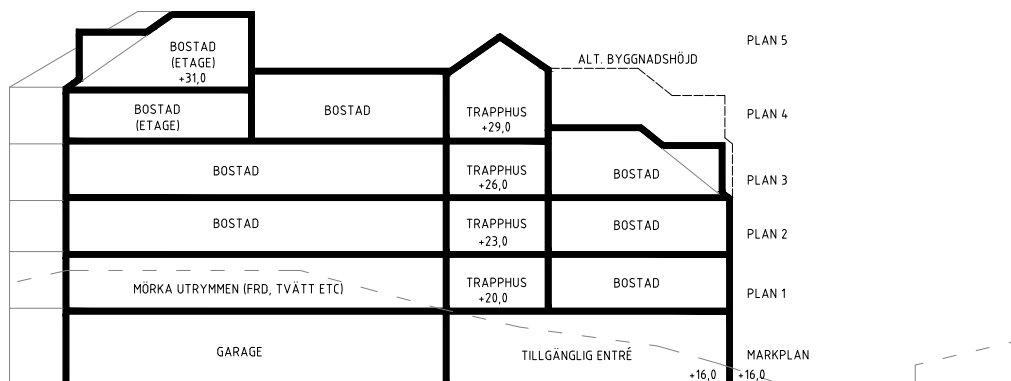 PLAN 5
BOSTAD
(ETAGE)
+31,0
ALT. BYGGNADSHÖJD
BOSTAD
(ETAGE)
BOSTAD
TRAPPHUS
+29,0
PLAN 4
BOSTAD
TRAPPHUS
+26,0
BOSTAD
PLAN 3
BOSTAD
TRAPPHUS
+23,0
BOSTAD
PLAN 2
MÖRKA UTRYMMEN (FRD, TVÄTT ETC)
TRAPPHUS
+20,0
BOSTAD
PLAN 1
GARAGE
TILLGÄNGLIG ENTRÉ
MARKPLAN
+16,0
+16,0